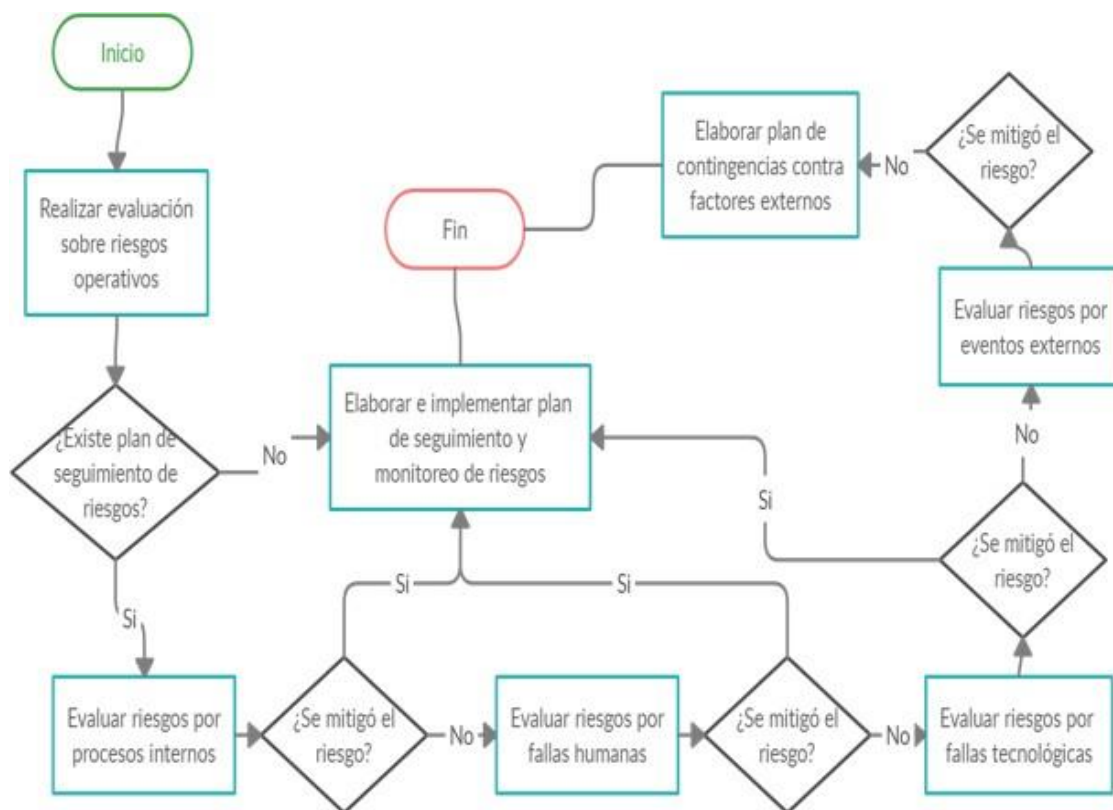 Inicio
Realizar evaluación
sobre riesgos
operativos
¿Existe plan de
seguimiento de
riesgos?
No
Si
Elaborar e implementar plan
de seguimiento y
monitoreo de riesgos
Fin
Evaluar riesgos por
procesos internos
¿Se mitigó el
riesgo?
Si
No
Evaluar riesgos por
fallas humanas
¿Se mitigó el
riesgo?
Si
No
Evaluar riesgos por
fallas tecnológicas
¿Se mitigó el
riesgo?
Si
No
Evaluar riesgos por
eventos externos
¿Se mitigó el
riesgo?
No
Elaborar plan de
contingencias contra
factores externos